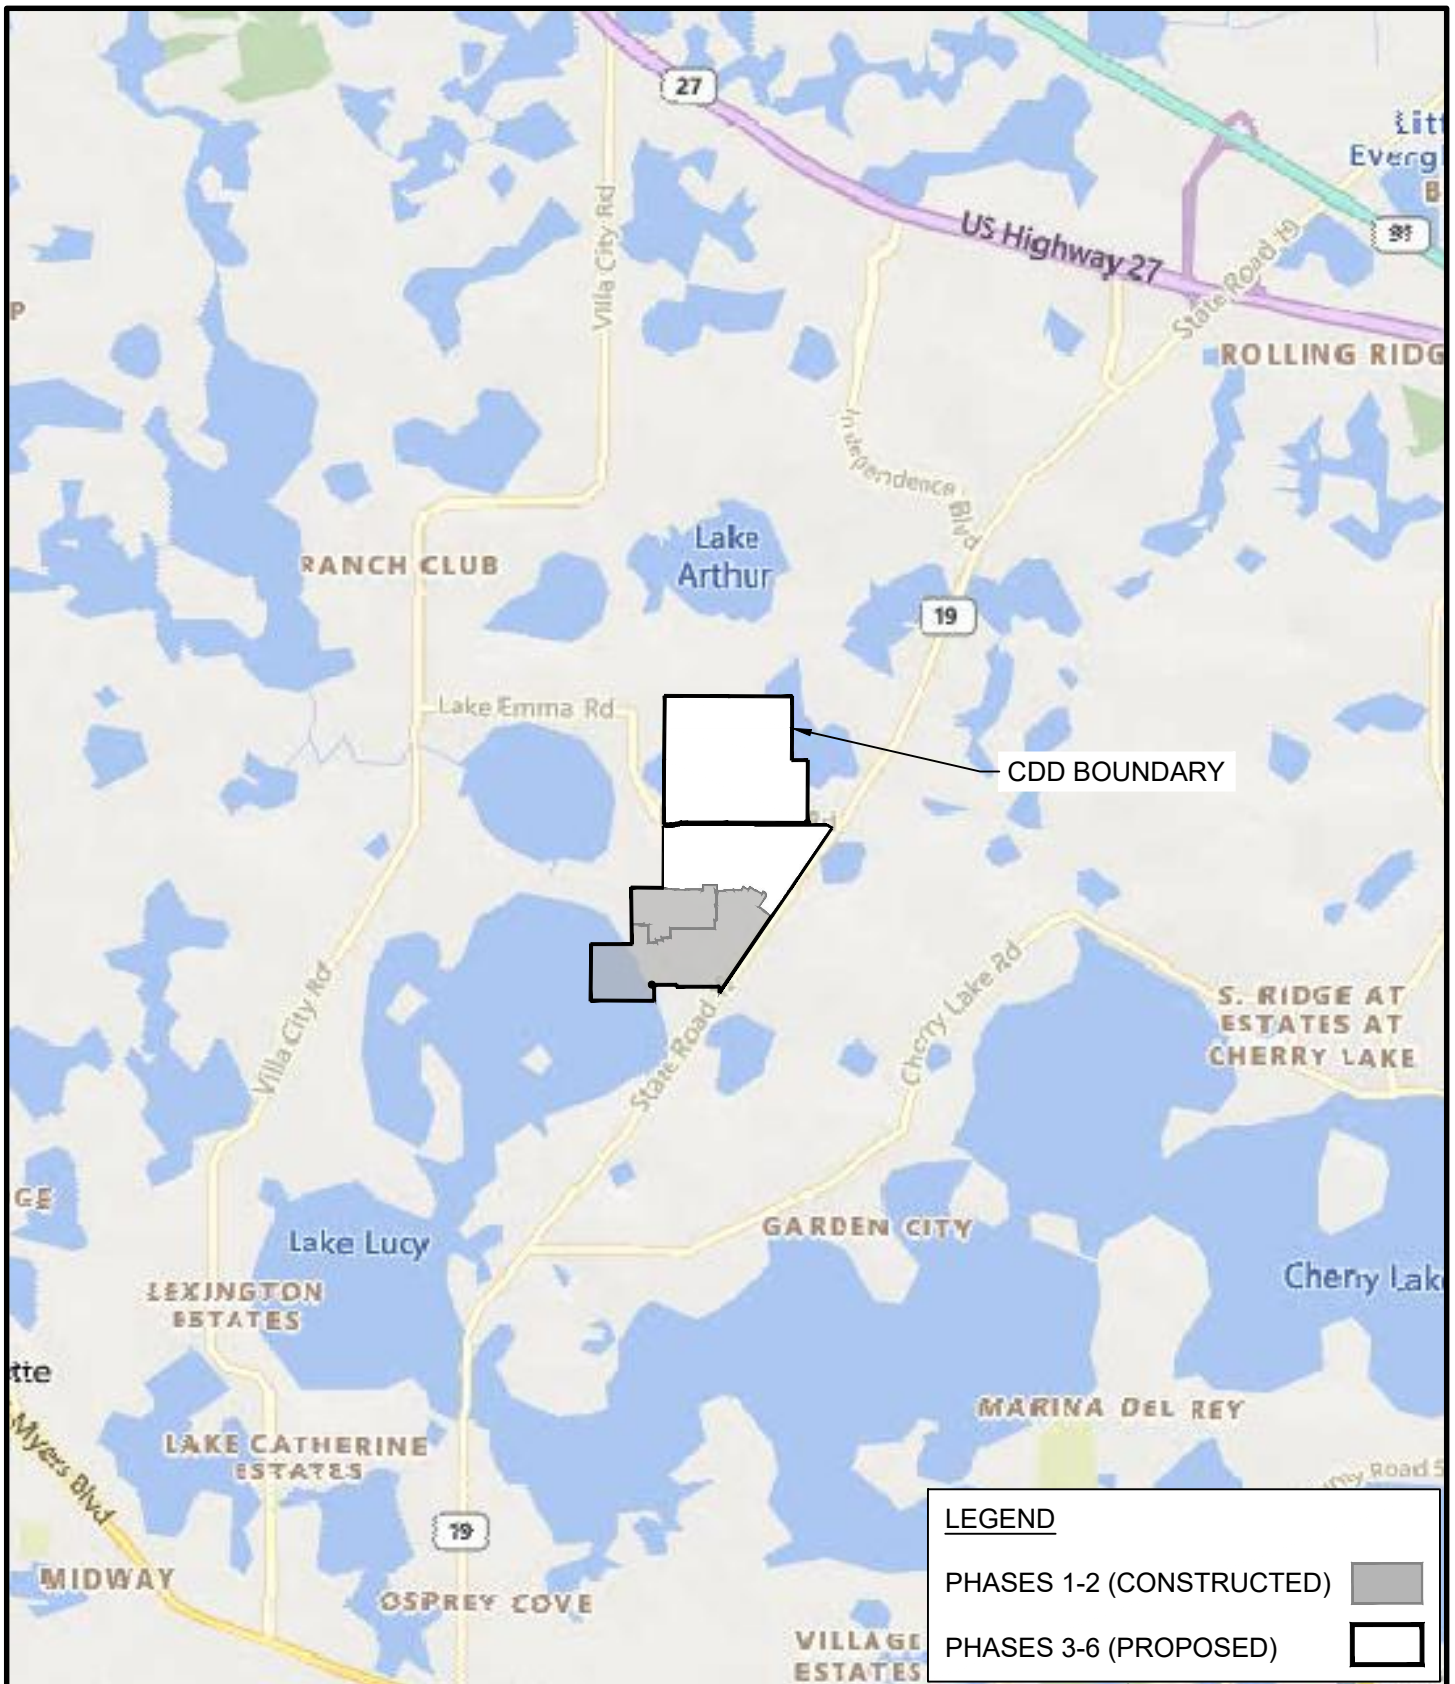 27
Villa City Rd
US Highway 27
State Road 19
ROLLING RIDG
P
Independence Blvd
Lake
Arthur
RANCH CLUB
19
Lake Emma Rd
CDD BOUNDARY
Villa City Rd
State Road
Cherry Lake Rd
S. RIDGE AT
ESTATES AT
CHERRY LAKE
GE
Lake Lucy
GARDEN CITY
Cherry Lak
LEXINGTON
ESTATES
tte
Myers Blvd
MARINA DEL REY
LAKE CATHERINE
ESTATES
Road 5
19
MIDWAY
OSPREY COVE
VILLAGE
ESTATES
LEGEND
PHASES 1-2 (CONSTRUCTED)
PHASES 3-6 (PROPOSED)